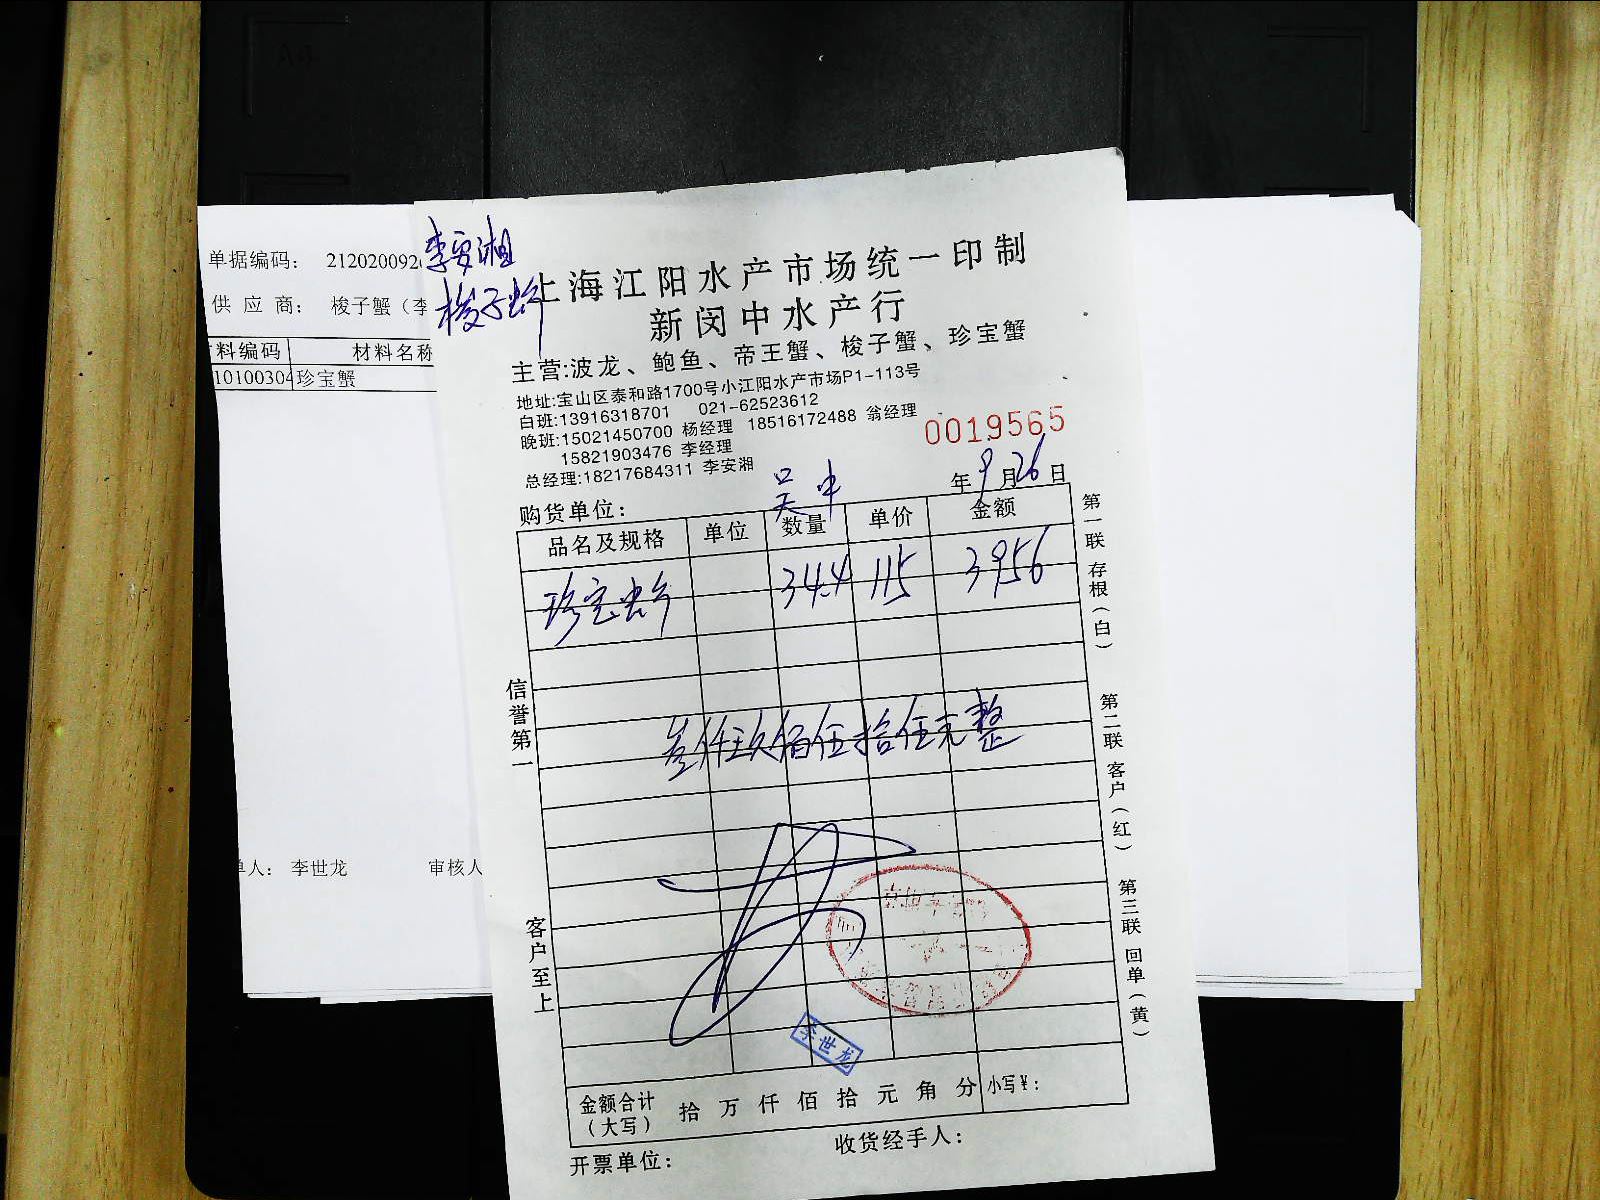 单据编码： 212020092
供 应 商： 梭子蟹（李
料编码 材料名称
10100304 珍宝蟹
单人： 李世龙 审核人
李安湘
梭子蟹
上海江阳水产市场统一印制
新闵中水产行
主营:波龙、鲍鱼、帝王蟹、梭子蟹、珍宝蟹
地址:宝山区泰和路1700号小江阳水产市场P1-113号
白班:13916318701 021-62523612
晚班:15021450700 杨经理 18516172488 翁经理
15821903476 李经理
总经理:18217684311 李安湘
0019565
购货单位: 吴中 年9月26日
品名及规格 单位 数量 单价 金额
珍宝蟹 34.4 115 3956
叁仟玖佰伍拾伍元整
李世龙
金额合计（大写） 拾 万 仟 佰 拾 元 角 分 小写¥:
开票单位: 收货经手人:
信誉第一
客户至上
第一联 存根（白）
第二联 客户（红）
第三联 回单（黄）